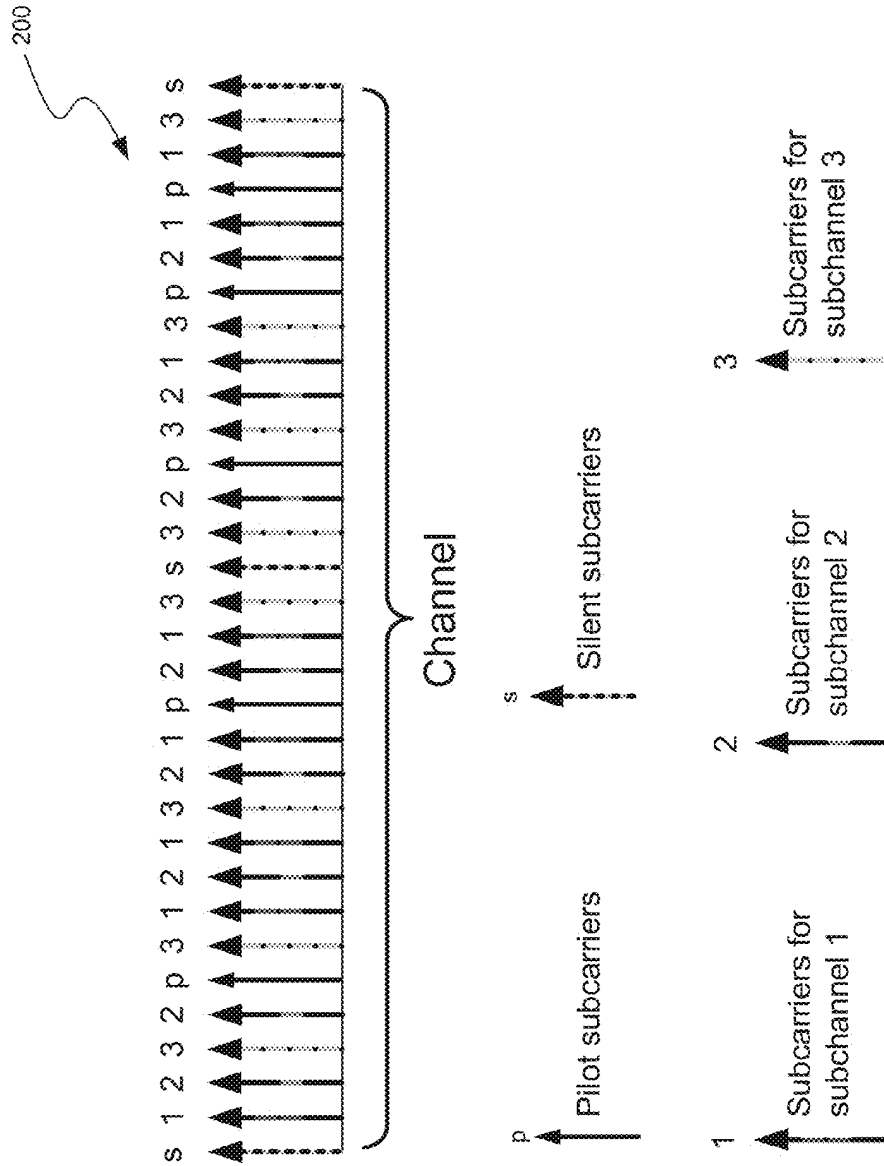 200
s 1 2 3 2 p 3 1 2 1 3 2 1 p 2 1 3 s 3 2 p 3 2 1 3 p 2 1 p 1 3 s
Channel
p
Pilot subcarriers
s
Silent subcarriers
1
Subcarriers for
subchannel 1
2
Subcarriers for
subchannel 2
3
Subcarriers for
subchannel 3